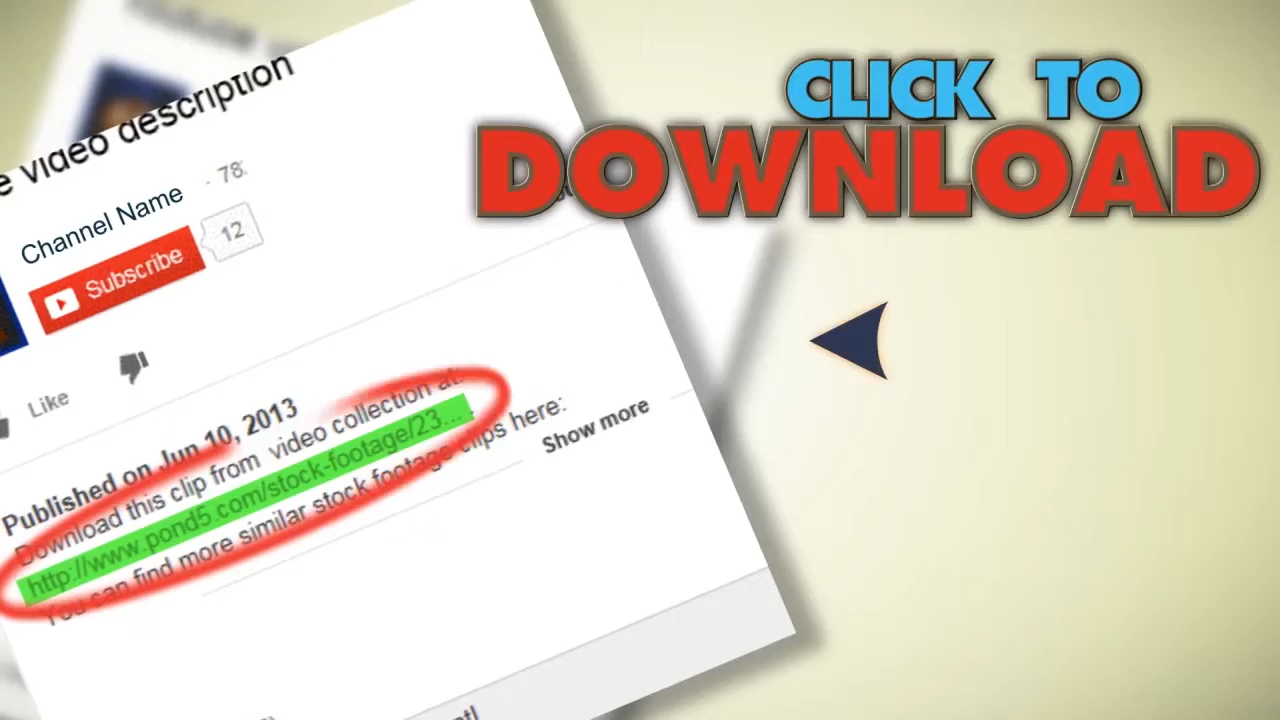 CLICK TO
DOWNLOAD
video description
Channel Name
78
Subscribe
12
Like
Published on Jun 10, 2013
Download this clip from video collection at:
http://www.pond5.com/stock-footage/23...
You can find more similar stock footage clips here:
Show more